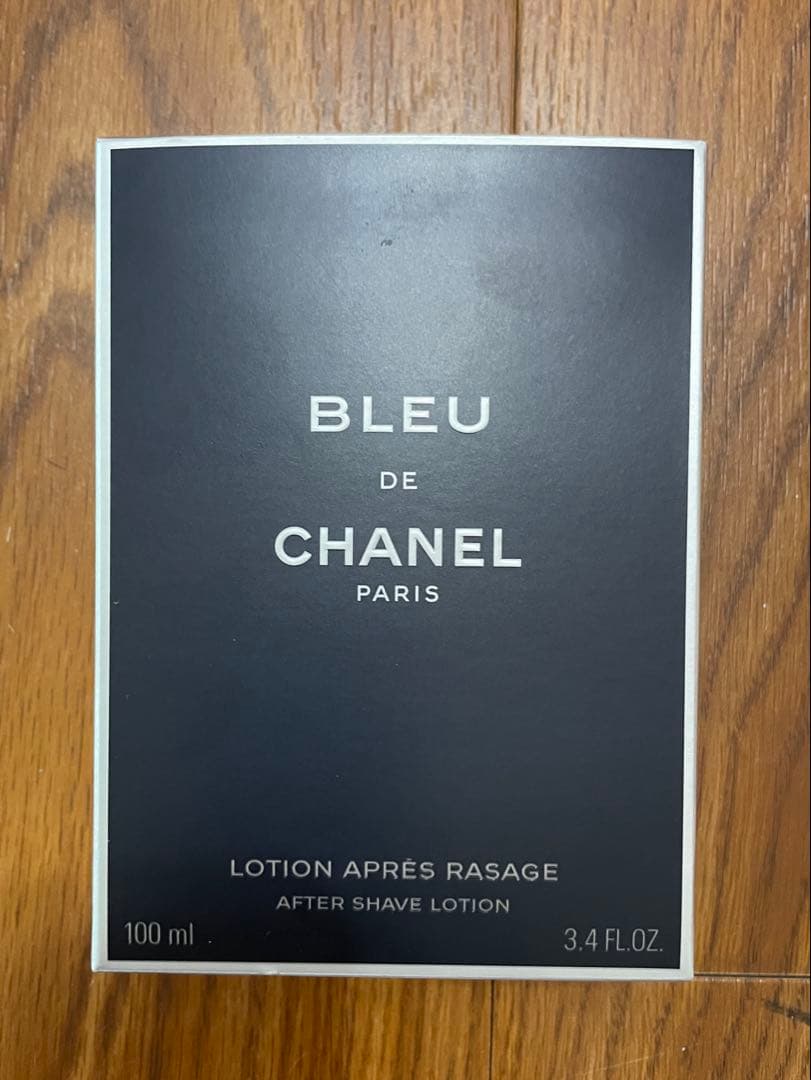 BLEU
DE
CHANEL
PARIS
LOTION APRÈS RASAGE
AFTER SHAVE LOTION
100 ml
3.4 FL.OZ.